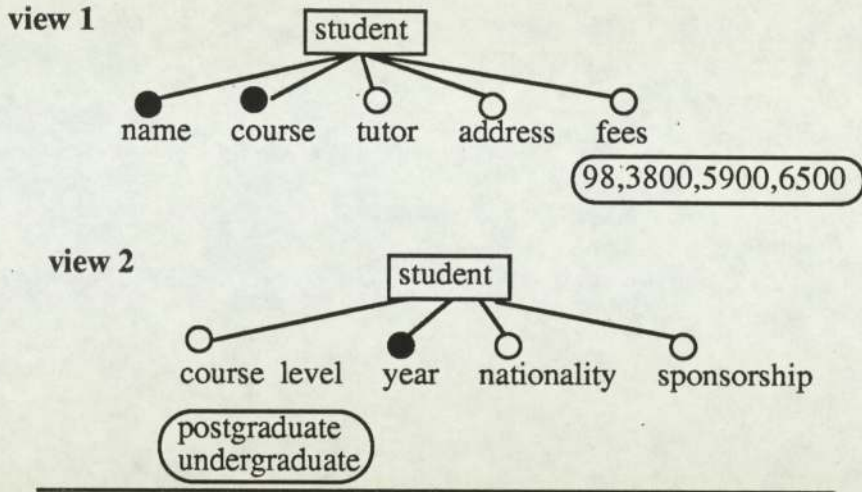 view 1
student
name course tutor address fees
98,3800,5900,6500
view 2
student
course level year nationality sponsorship
postgraduate
undergraduate